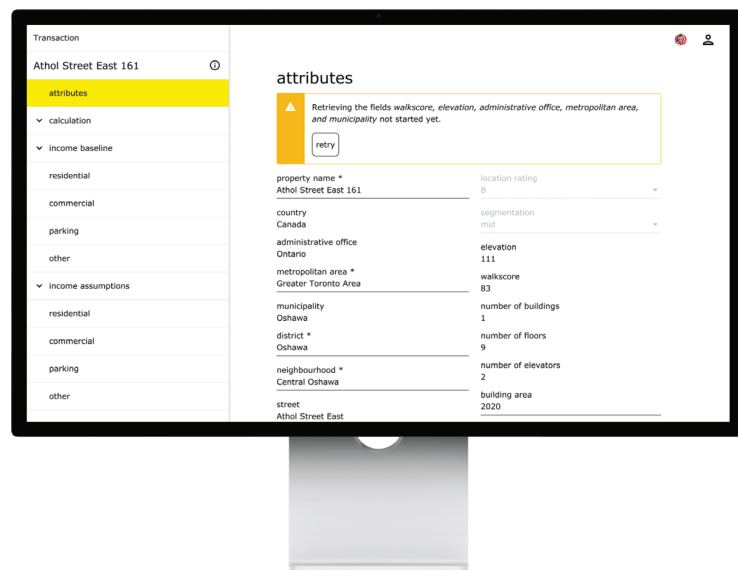 Transaction
Athol Street East 161
attributes
calculation
income baseline
residential
commercial
parking
other
income assumptions
residential
commercial
parking
other
attributes
Retrieving the fields walkscore, elevation, administrative office, metropolitan area,
and municipality not started yet.
retry
property name *
Athol Street East 161
country
Canada
administrative office
Ontario
metropolitan area *
Greater Toronto Area
municipality
Oshawa
district *
Oshawa
neighbourhood *
Central Oshawa
street
Athol Street East
location rating
B
segmentation
mid
elevation
111
walkscore
83
number of buildings
1
number of floors
9
number of elevators
2
building area
2020